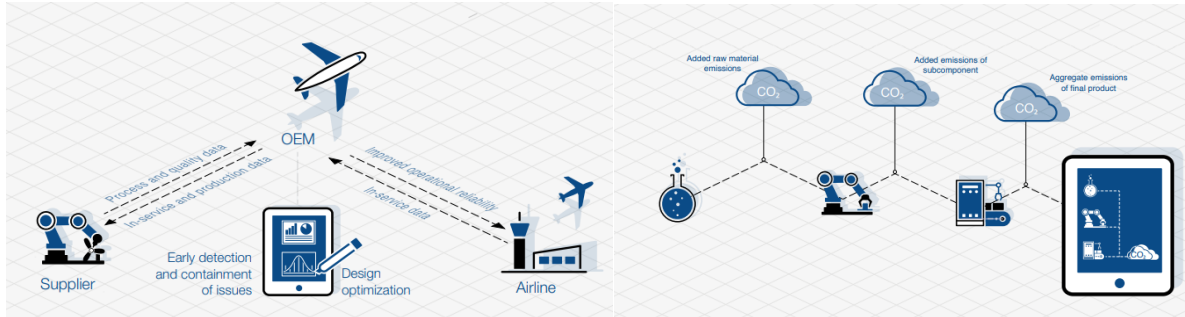 OEM
Process and quality data
In-service and production data
Improved operational reliability
In-service data
Supplier
Early detection
and containment
of issues
Design
optimization
Airline
Added raw material
emissions
CO₂
Added emissions of
subcomponent
CO₂
Aggregate emissions
of final product
CO₂
CO₂